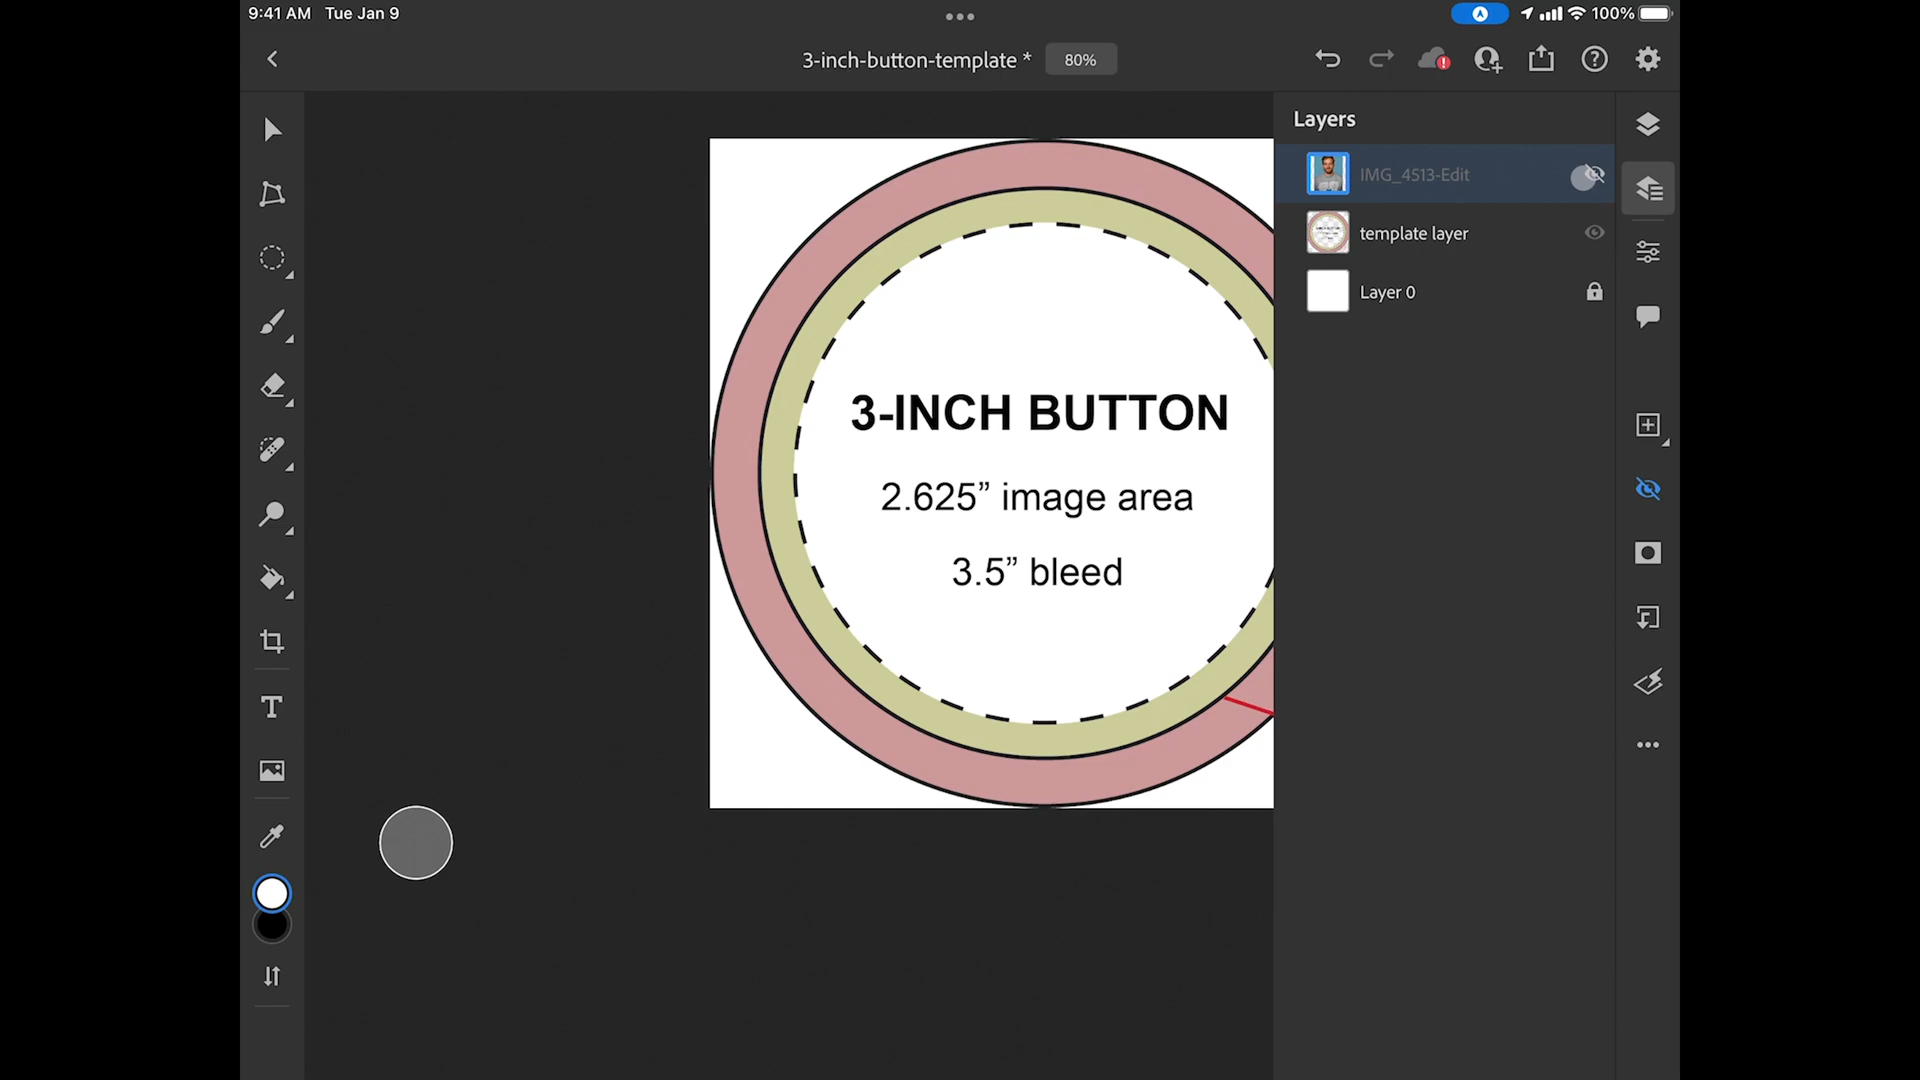 9:41 AM Tue Jan 9
100%
3-inch-button-template *
80%
Layers
IMG_4513-Edit
template layer
Layer 0
3-INCH BUTTON
2.625” image area
3.5” bleed